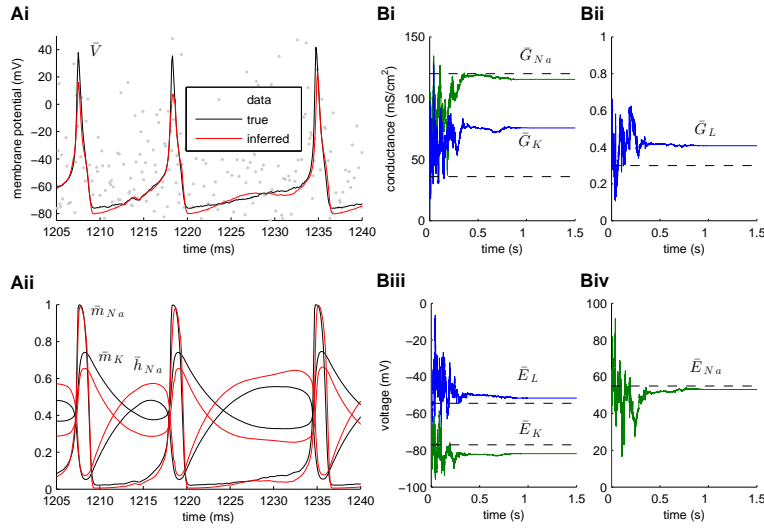 Ai
membrane potential (mV)
40
20
0
−20
−40
−60
−80
V̄
data
true
inferred
1205 1210 1215 1220 1225 1230 1235 1240
time (ms)
Bi
conductance (mS/cm²)
150
100
50
0
Ḡ_Na
Ḡ_K
0 0.5 1 1.5
time (s)
Bii
1
0.8
0.6
0.4
0.2
0
Ḡ_L
0 0.5 1 1.5
time (s)
Aii
1
0.8
0.6
0.4
0.2
0
m̄_Na
m̄_K
h̄_Na
1205 1210 1215 1220 1225 1230 1235 1240
time (ms)
Biii
voltage (mV)
0
−20
−40
−60
−80
−100
Ē_L
Ē_K
0 0.5 1 1.5
time (s)
Biv
100
80
60
40
20
0
Ē_Na
0 0.5 1 1.5
time (s)